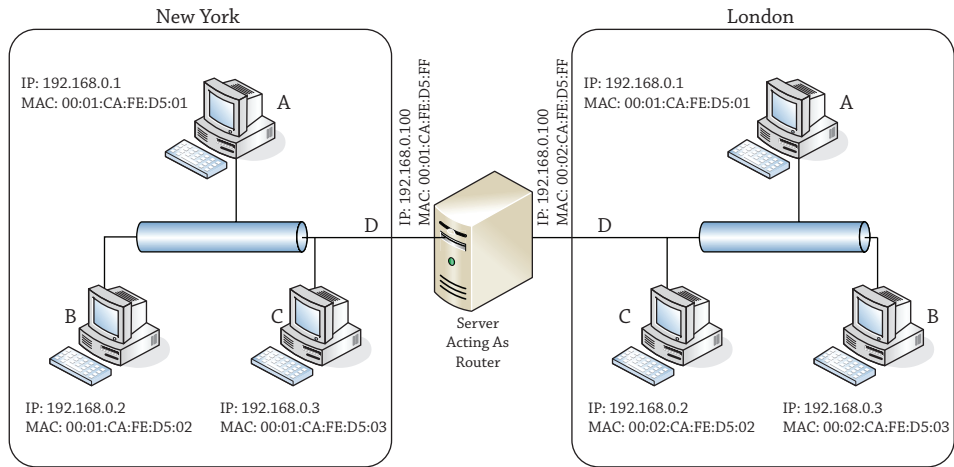 New York
London
IP: 192.168.0.1
MAC: 00:01:CA:FE:D5:01
A
IP: 192.168.0.100
MAC: 00:01:CA:FE:D5:FF
IP: 192.168.0.100
MAC: 00:02:CA:FE:D5:FF
IP: 192.168.0.1
MAC: 00:01:CA:FE:D5:01
A
D
D
B
C
Server
Acting As
Router
C
B
IP: 192.168.0.2
MAC: 00:01:CA:FE:D5:02
IP: 192.168.0.3
MAC: 00:01:CA:FE:D5:03
IP: 192.168.0.2
MAC: 00:02:CA:FE:D5:02
IP: 192.168.0.3
MAC: 00:02:CA:FE:D5:03